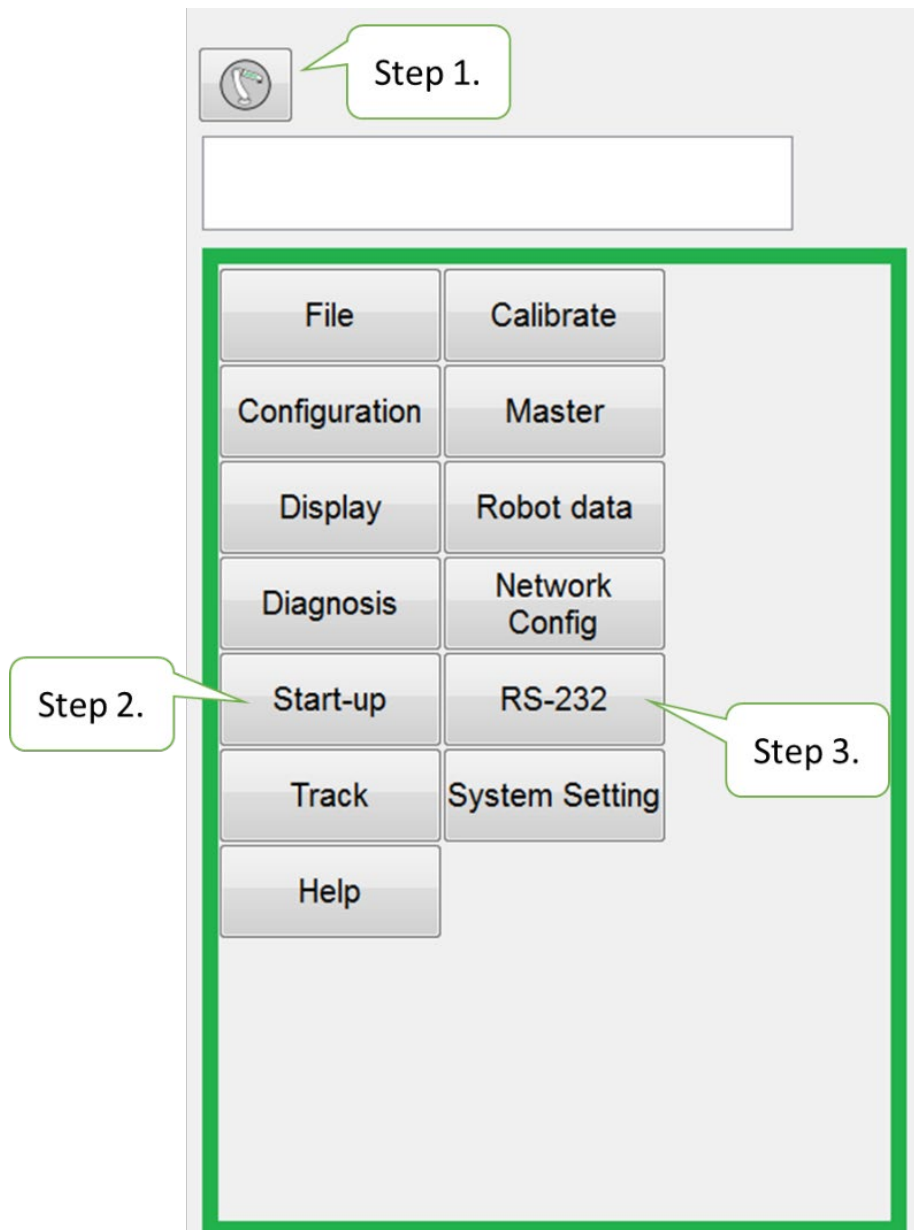 Step 1.
File
Calibrate
Configuration
Master
Display
Robot data
Diagnosis
Network
Config
Step 2.
Start-up
RS-232
Step 3.
Track
System Setting
Help